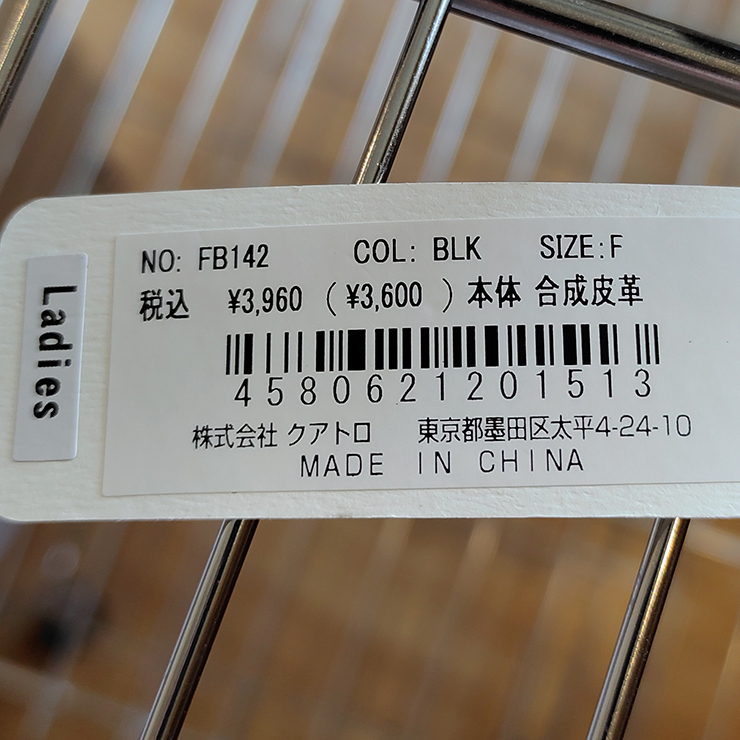 Ladies
NO: FB142 COL: BLK SIZE:F
税込 ¥3,960 (¥3,600) 本体 合成皮革
4580621201513
株式会社 クアトロ 東京都墨田区太平4-24-10
MADE IN CHINA